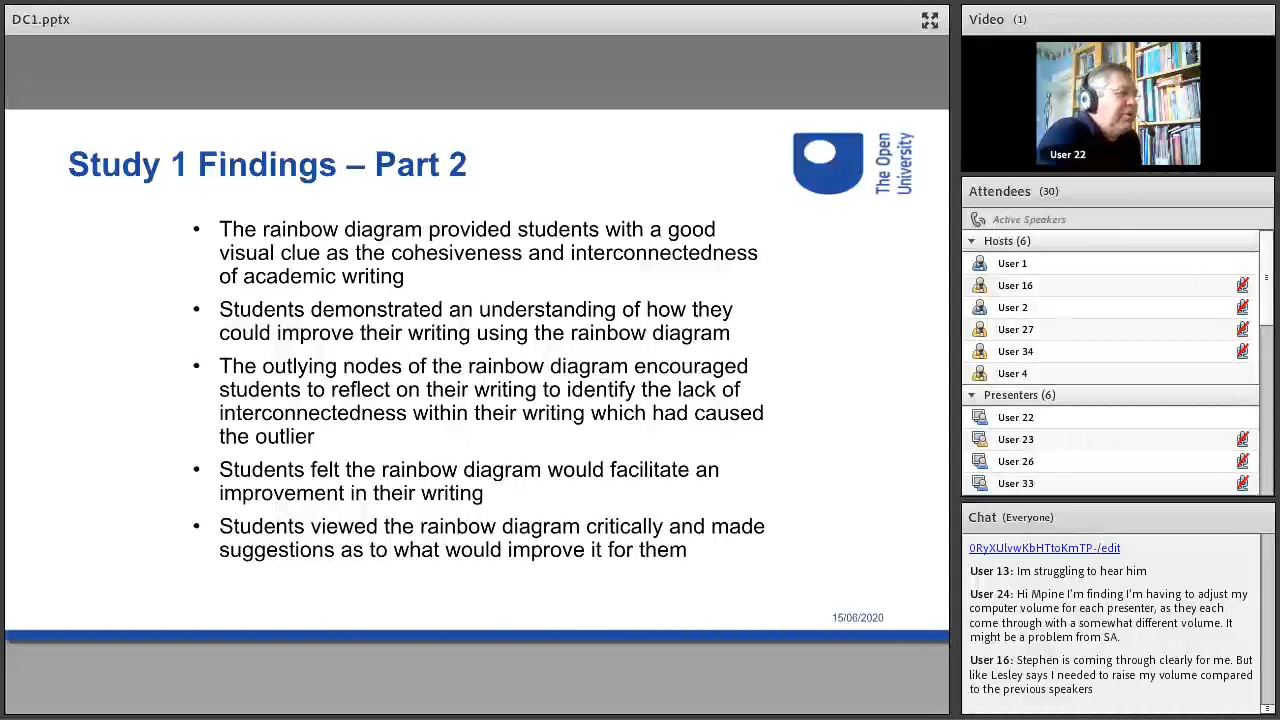 DC1.pptx
Study 1 Findings – Part 2
The Open
University
• The rainbow diagram provided students with a good
visual clue as the cohesiveness and interconnectedness
of academic writing
• Students demonstrated an understanding of how they
could improve their writing using the rainbow diagram
• The outlying nodes of the rainbow diagram encouraged
students to reflect on their writing to identify the lack of
interconnectedness within their writing which had caused
the outlier
• Students felt the rainbow diagram would facilitate an
improvement in their writing
• Students viewed the rainbow diagram critically and made
suggestions as to what would improve it for them
15/06/2020
Video (1)
User 22
Attendees (30)
Active Speakers
Hosts (6)
User 1
User 16
User 2
User 27
User 34
User 4
Presenters (6)
User 22
User 23
User 26
User 33
Chat (Everyone)
0RyXUlvwKbHTtoKmTP-/edit
User 13: Im struggling to hear him
User 24: Hi Mpine I'm finding I'm having to adjust my
computer volume for each presenter, as they each
come through with a somewhat different volume. It
might be a problem from SA.
User 16: Stephen is coming through clearly for me. But
like Lesley says I needed to raise my volume compared
to the previous speakers